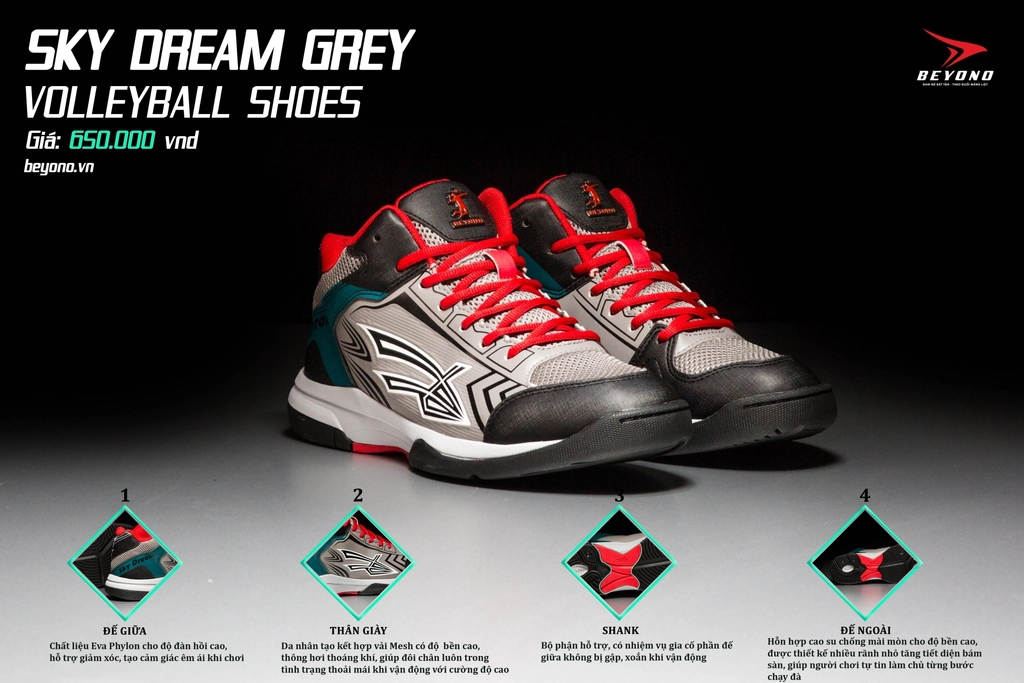 SKY DREAM GREY
VOLLEYBALL SHOES
Giá: 650.000 vnd
beyono.vn
BEYONO
1
2
3
4
Sky Dream
ĐẾ GIỮA
Chất liệu Eva Phylon cho độ đàn hồi cao,
hỗ trợ giảm xóc, tạo cảm giác êm ái khi chơi
THÂN GIÀY
Da nhân tạo kết hợp vải Mesh có độ bền cao,
thông hơi thoáng khí, giúp đôi chân luôn trong
tình trạng thoải mái khi vận động với cường độ cao
SHANK
Bộ phận hỗ trợ, có nhiệm vụ gia cố phần đế
giữa không bị gập, xoắn khi vận động
ĐẾ NGOÀI
Hỗn hợp cao su chống mài mòn cho độ bền cao,
được thiết kế nhiều rãnh nhỏ tăng tiết diện bám
sàn, giúp người chơi tự tin làm chủ từng bước
chạy đà